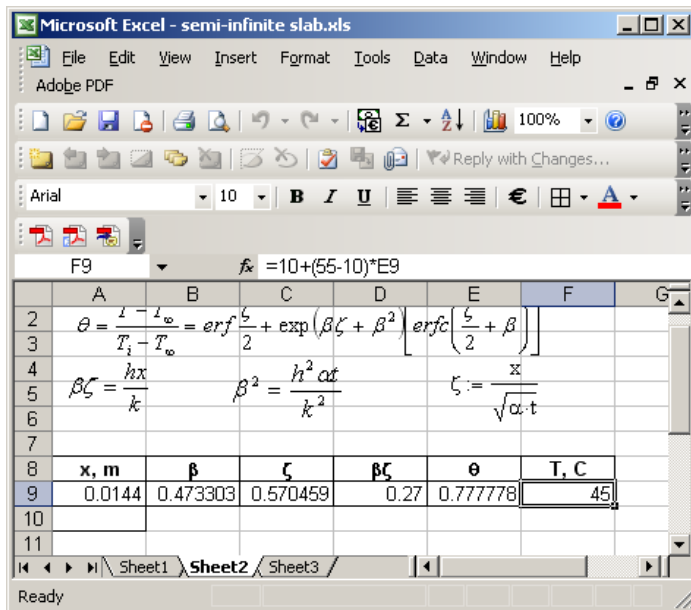 Microsoft Excel - semi-infinite slab.xls
File Edit View Insert Format Tools Data Window Help
Adobe PDF
Σ 100%
Reply with Changes...
Arial 10 B I U € A
F9 fx =10+(55-10)*E9
A B C D E F G
2
3
θ = (T - T∞)/(Ti - T∞) = erf ζ/2 + exp(βζ + β²)[erfc(ζ/2 + β)]
4
5
βζ = hx/k β² = h²αt/k² ζ := x/√(α·t)
6
7
8 x, m β ζ βζ θ T, C
9 0.0144 0.473303 0.570459 0.27 0.777778 45
10
11
Sheet1 Sheet2 Sheet3
Ready